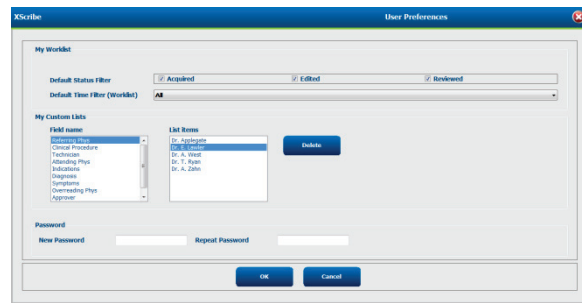 XScribe User Preferences
My Worklist
Default Status Filter Acquired Edited Reviewed
Default Time Filter (Worklist) All
My Custom Lists
Field name List items
Referring Phys
Clinical Procedure
Technician
Attending Phys
Indications
Diagnosis
Symptoms
Overreading Phys
Approver
Dr. Applegate
Dr. E. Lawler
Dr. A. West
Dr. T. Ryan
Dr. A. Zehn
Delete
Password
New Password Repeat Password
OK Cancel